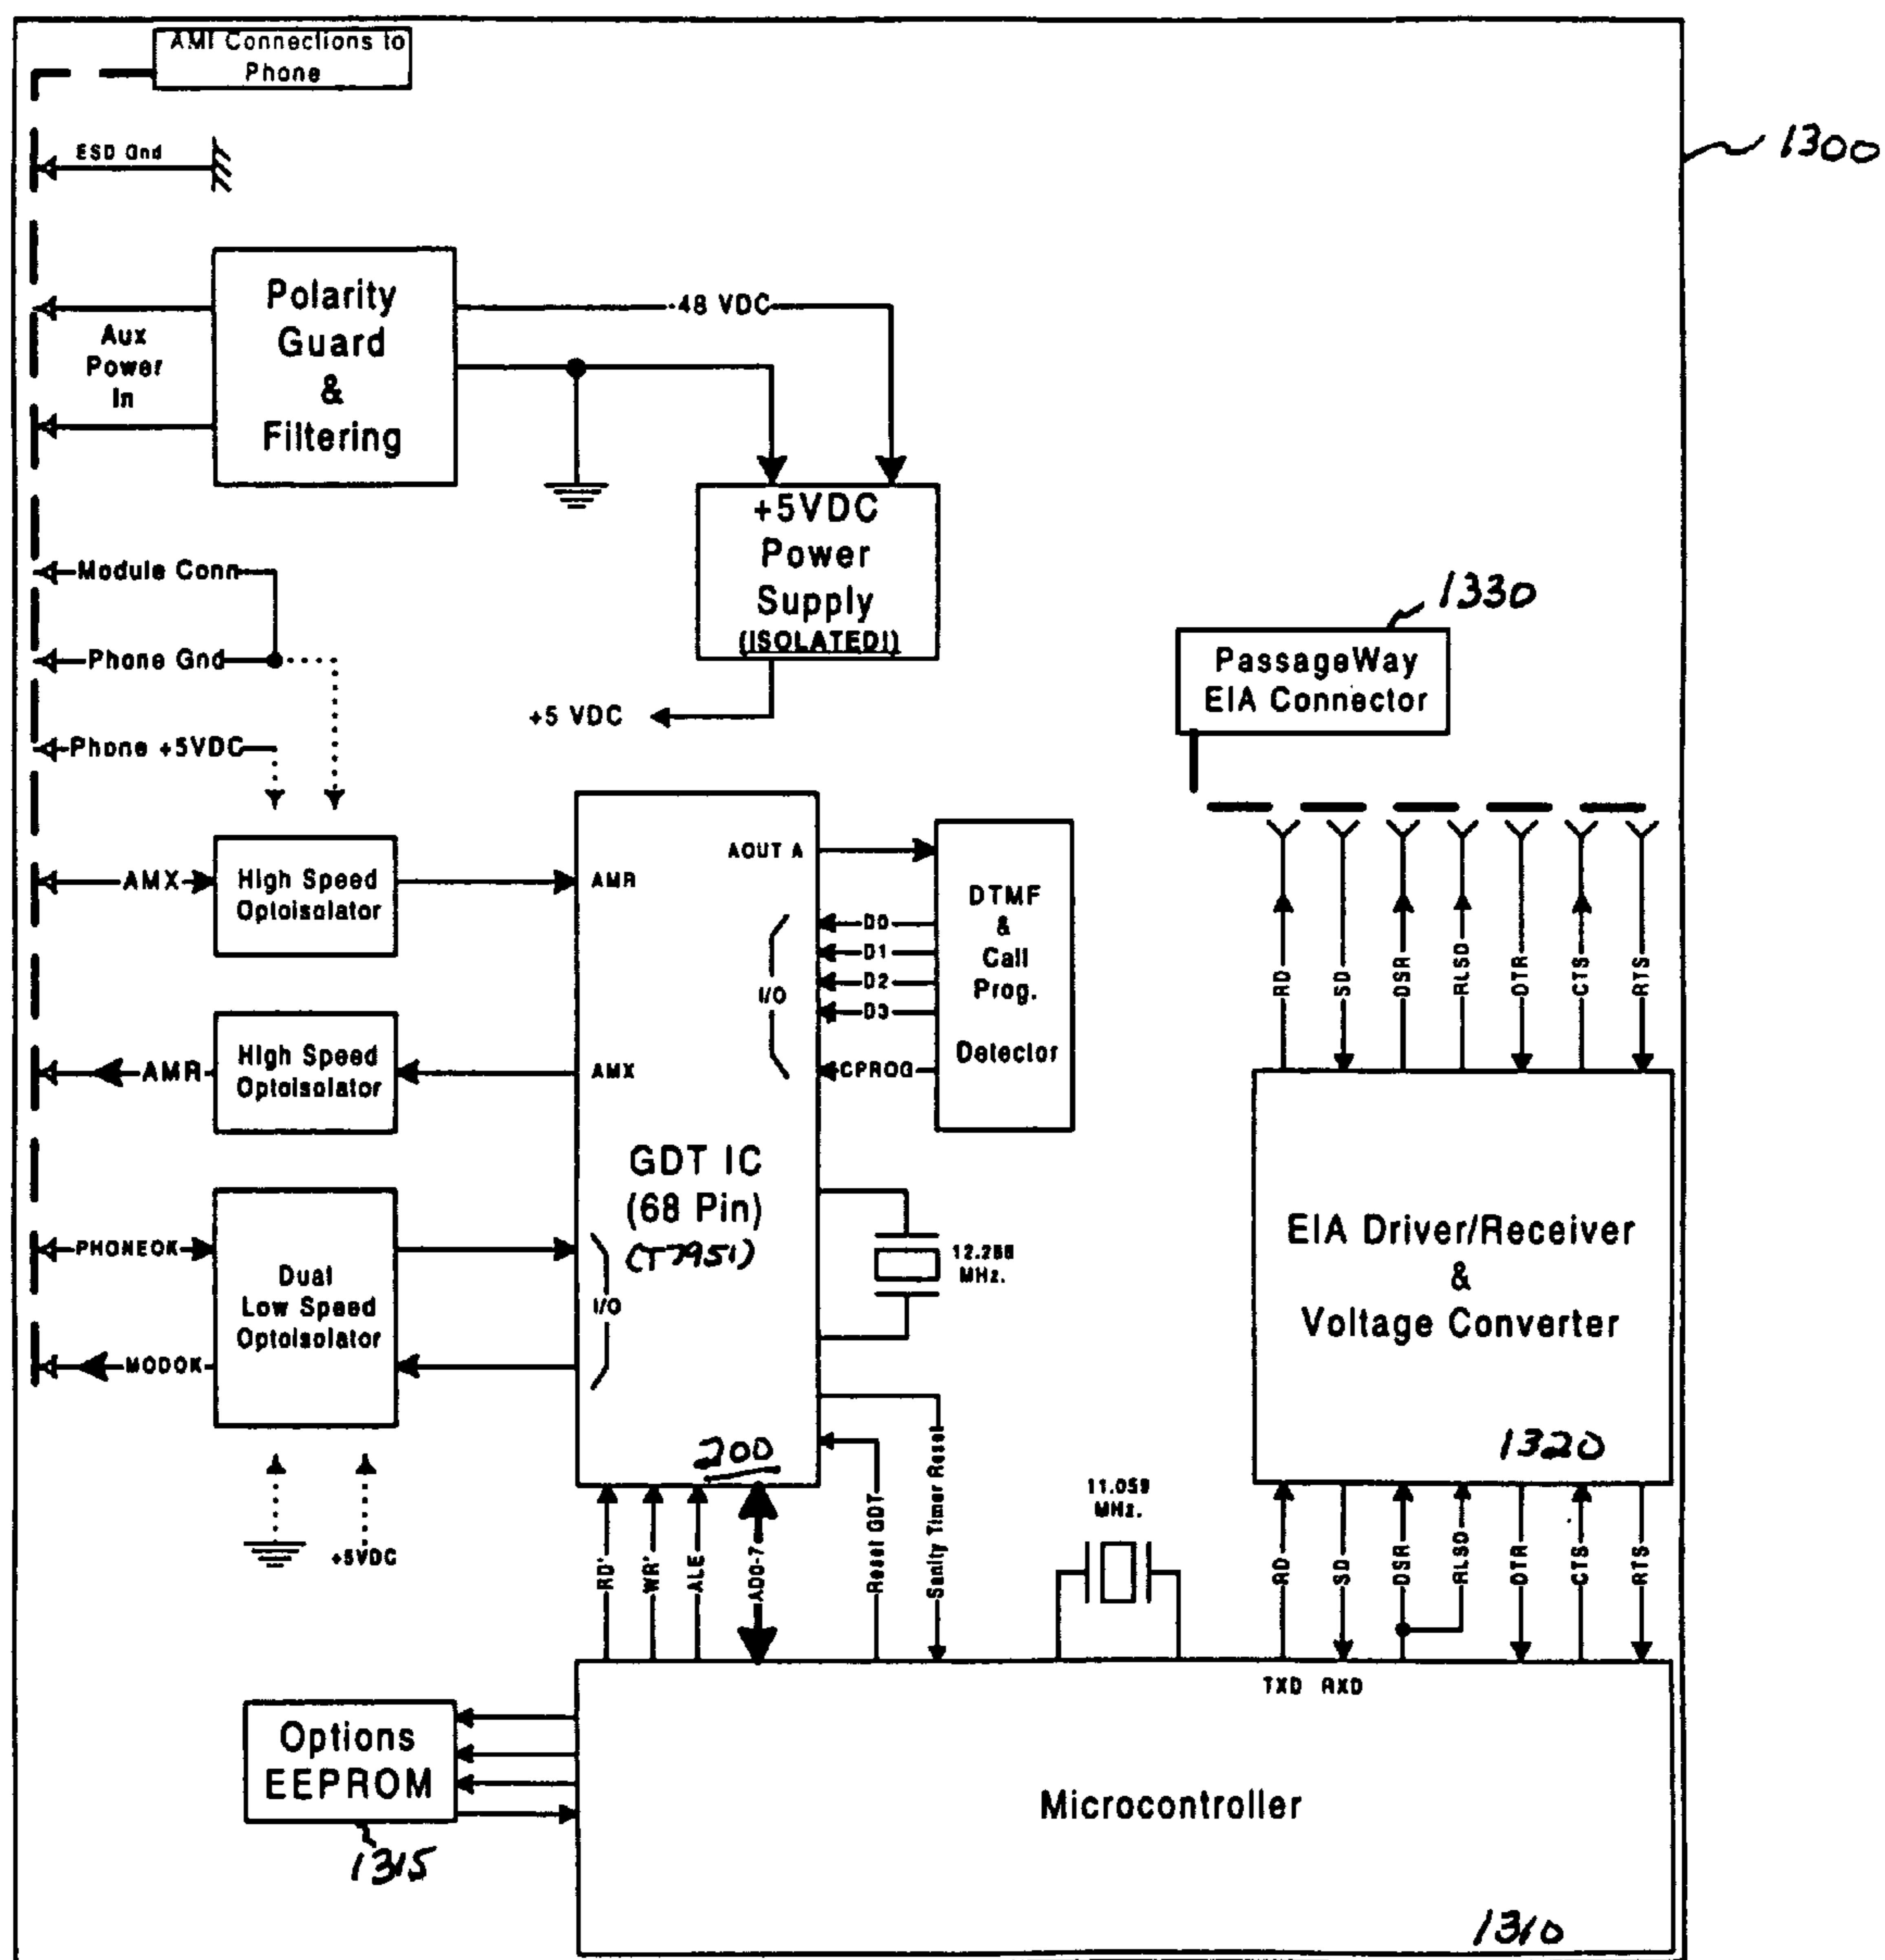 AMI Connections to
Phone
1300
ESD Gnd
Polarity
Guard
&
Filtering
-48 VDC
Aux
Power
In
+5VDC
Power
Supply
(ISOLATED!)
Module Conn
Phone Gnd
+5 VDC
Phone +5VDC
1330
PassageWay
EIA Connector
AMX
High Speed
Optoisolator
AMR
AOUT A
D0
D1
D2
D3
I/O
CPROG
DTMF
&
Call
Prog.
Detector
RD
SD
DSR
RLSD
DTR
CTS
RTS
AMR
High Speed
Optoisolator
AMX
GDT IC
(68 Pin)
(T7951)
200
12.288
MHz.
EIA Driver/Receiver
&
Voltage Converter
1320
PHONEOK
MODOK
Dual
Low Speed
Optoisolator
I/O
+5VDC
RD'
WR'
ALE
AD0-7
Reset GDT
Sanity Timer Reset
11.059
MHz.
RD
SD
DSR
RLSD
DTR
CTS
RTS
TXD RXD
Options
EEPROM
1315
Microcontroller
1310